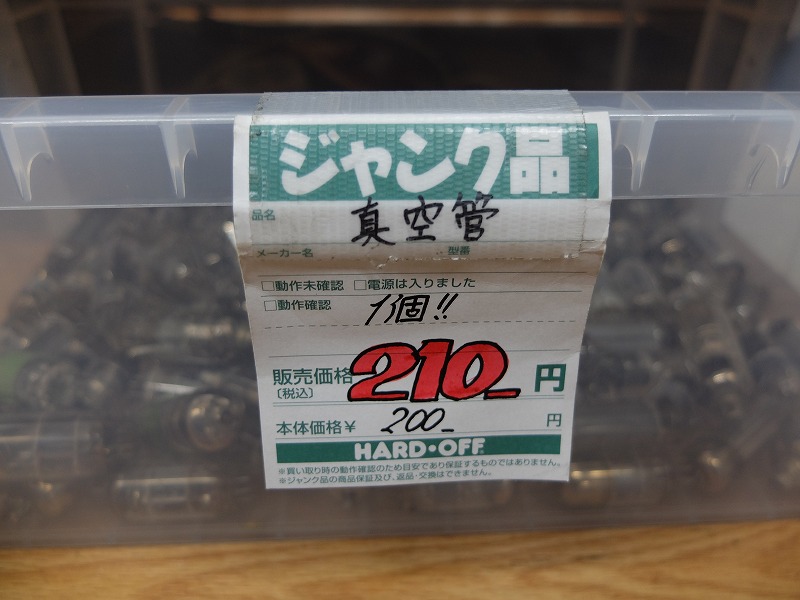 ジャンク品
品名
真空管
メーカー名 型番
□動作未確認 □電源は入りました
□動作確認 1個!!
販売価格 210- 円
〔税込〕
本体価格¥ 200- 円
HARD・OFF
※買い取り時の動作確認のため目安であり保証するものではありません。
※ジャンク品の商品保証及び、返品・交換はできません。